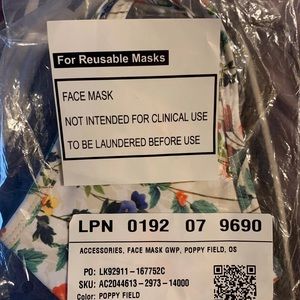 For Reusable Masks
FACE MASK
NOT INTENDED FOR CLINICAL USE
TO BE LAUNDERED BEFORE USE
LPN 0192 07 9690
ACCESSORIES, FACE MASK GWP, POPPY FIELD, OS
PO: LK92911-167752C
SKU: AC2044613-2973-14000
Color: POPPY FIELD